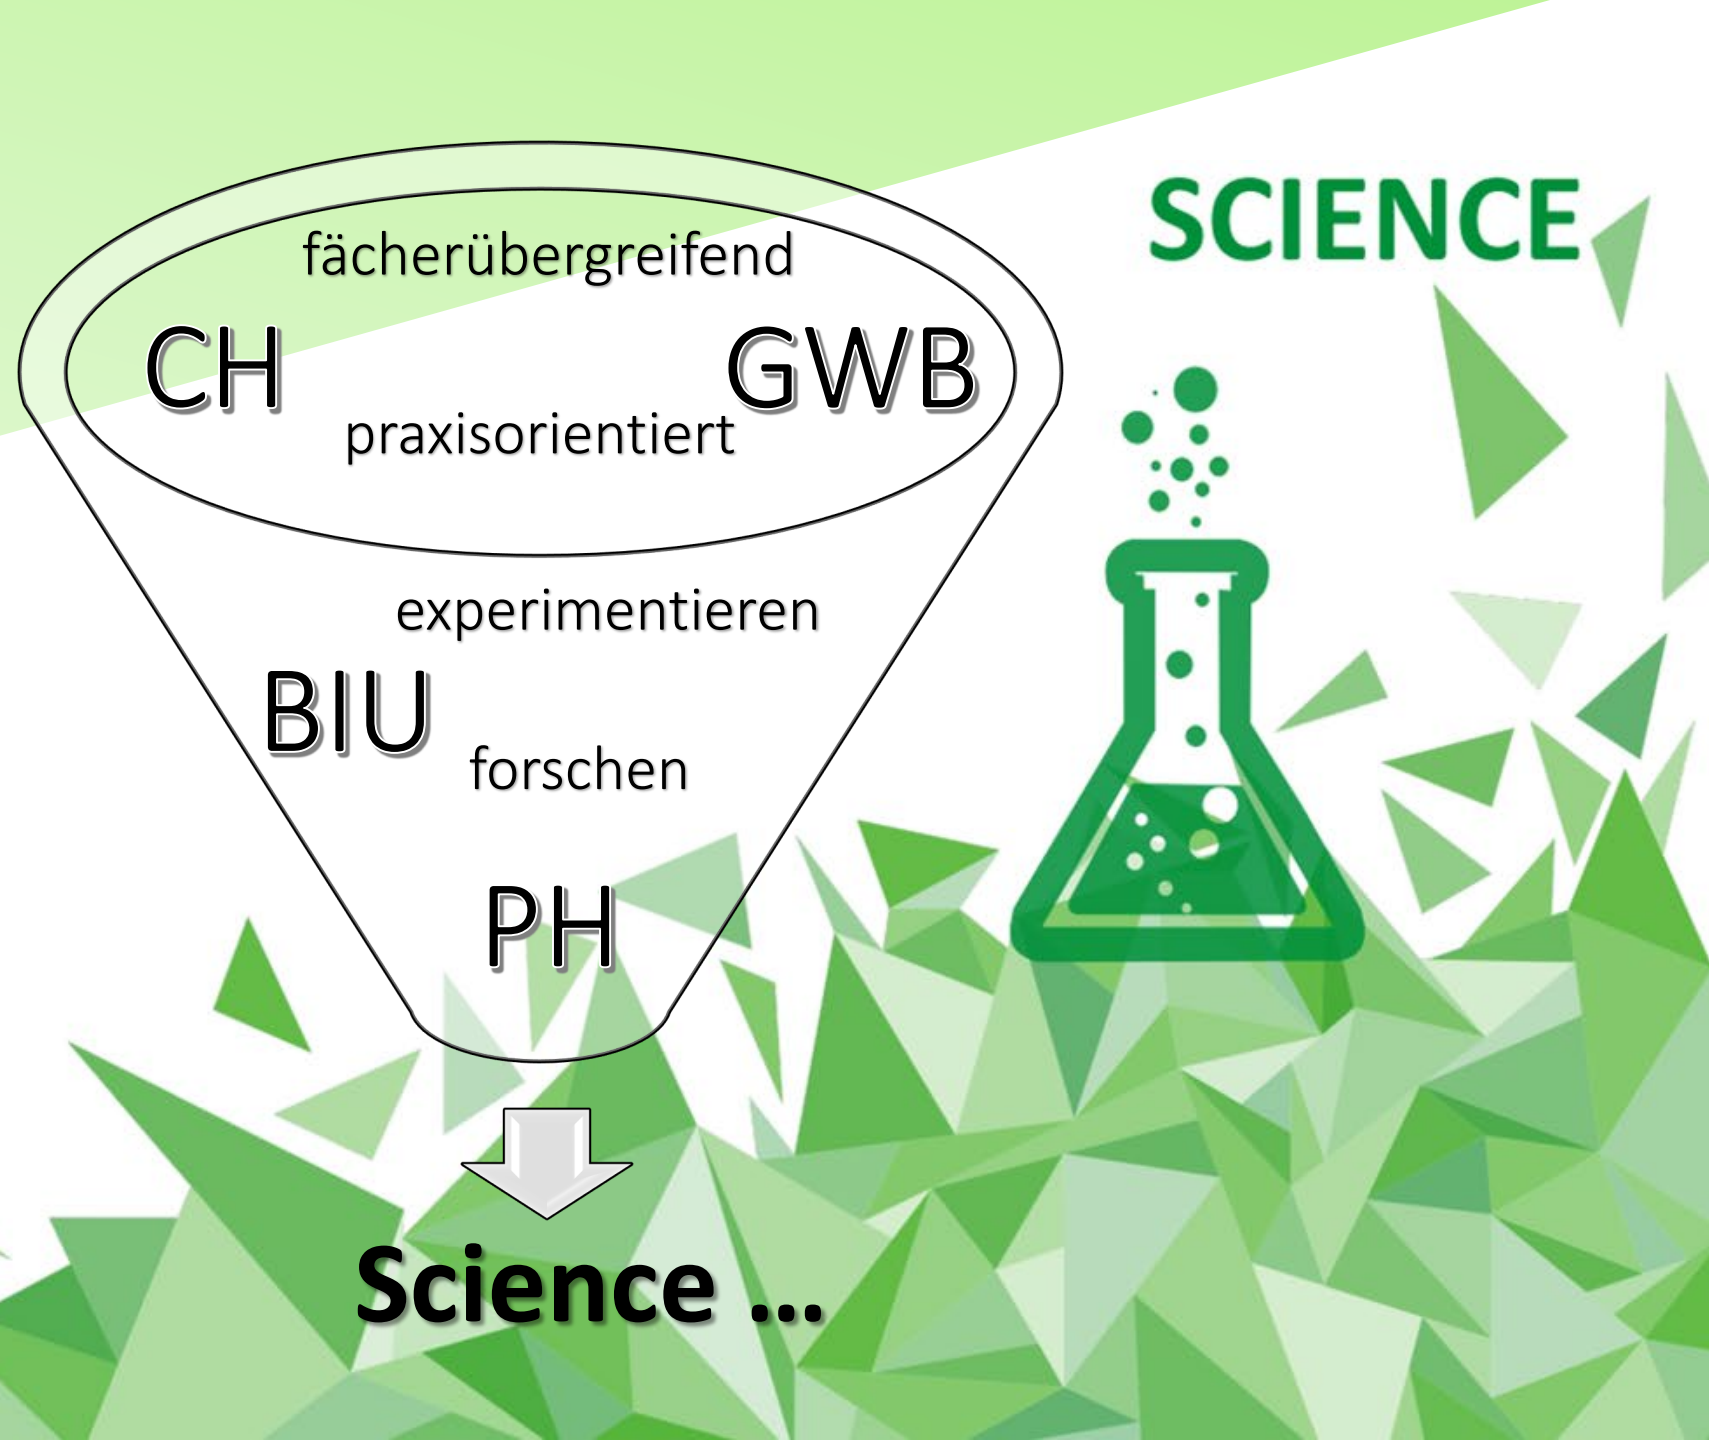 SCIENCE
fächerübergreifend
CH
GWB
praxisorientiert
experimentieren
BIU
forschen
PH
Science ...